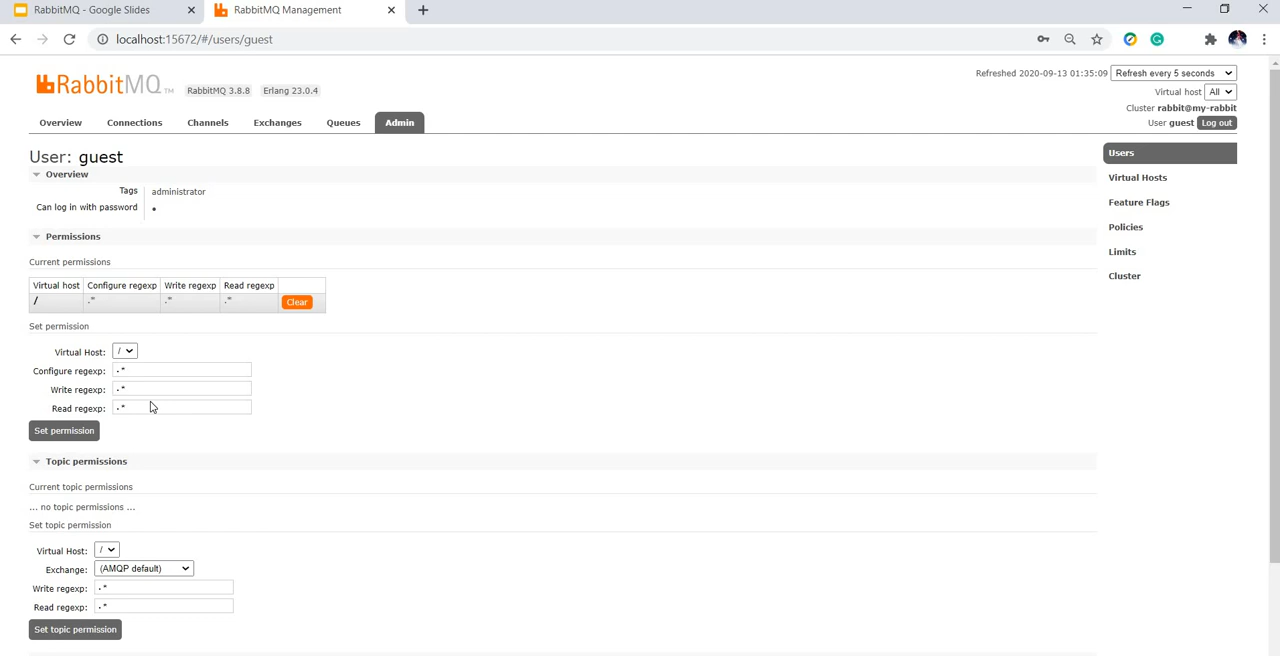 RabbitMQ - Google Slides
RabbitMQ Management
localhost:15672/#/users/guest
Refreshed 2020-09-13 01:35:09 Refresh every 5 seconds
RabbitMQ TM RabbitMQ 3.8.8 Erlang 23.0.4
Virtual host All
Cluster rabbit@my-rabbit
User guest Log out
Overview Connections Channels Exchanges Queues Admin
User: guest
Overview
Tags administrator
Can log in with password •
Permissions
Current permissions
Virtual host Configure regexp Write regexp Read regexp
/ .* .* .* Clear
Set permission
Virtual Host: /
Configure regexp: .*
Write regexp: .*
Read regexp: .*
Set permission
Topic permissions
Current topic permissions
... no topic permissions ...
Set topic permission
Virtual Host: /
Exchange: (AMQP default)
Write regexp: .*
Read regexp: .*
Set topic permission
Users
Virtual Hosts
Feature Flags
Policies
Limits
Cluster